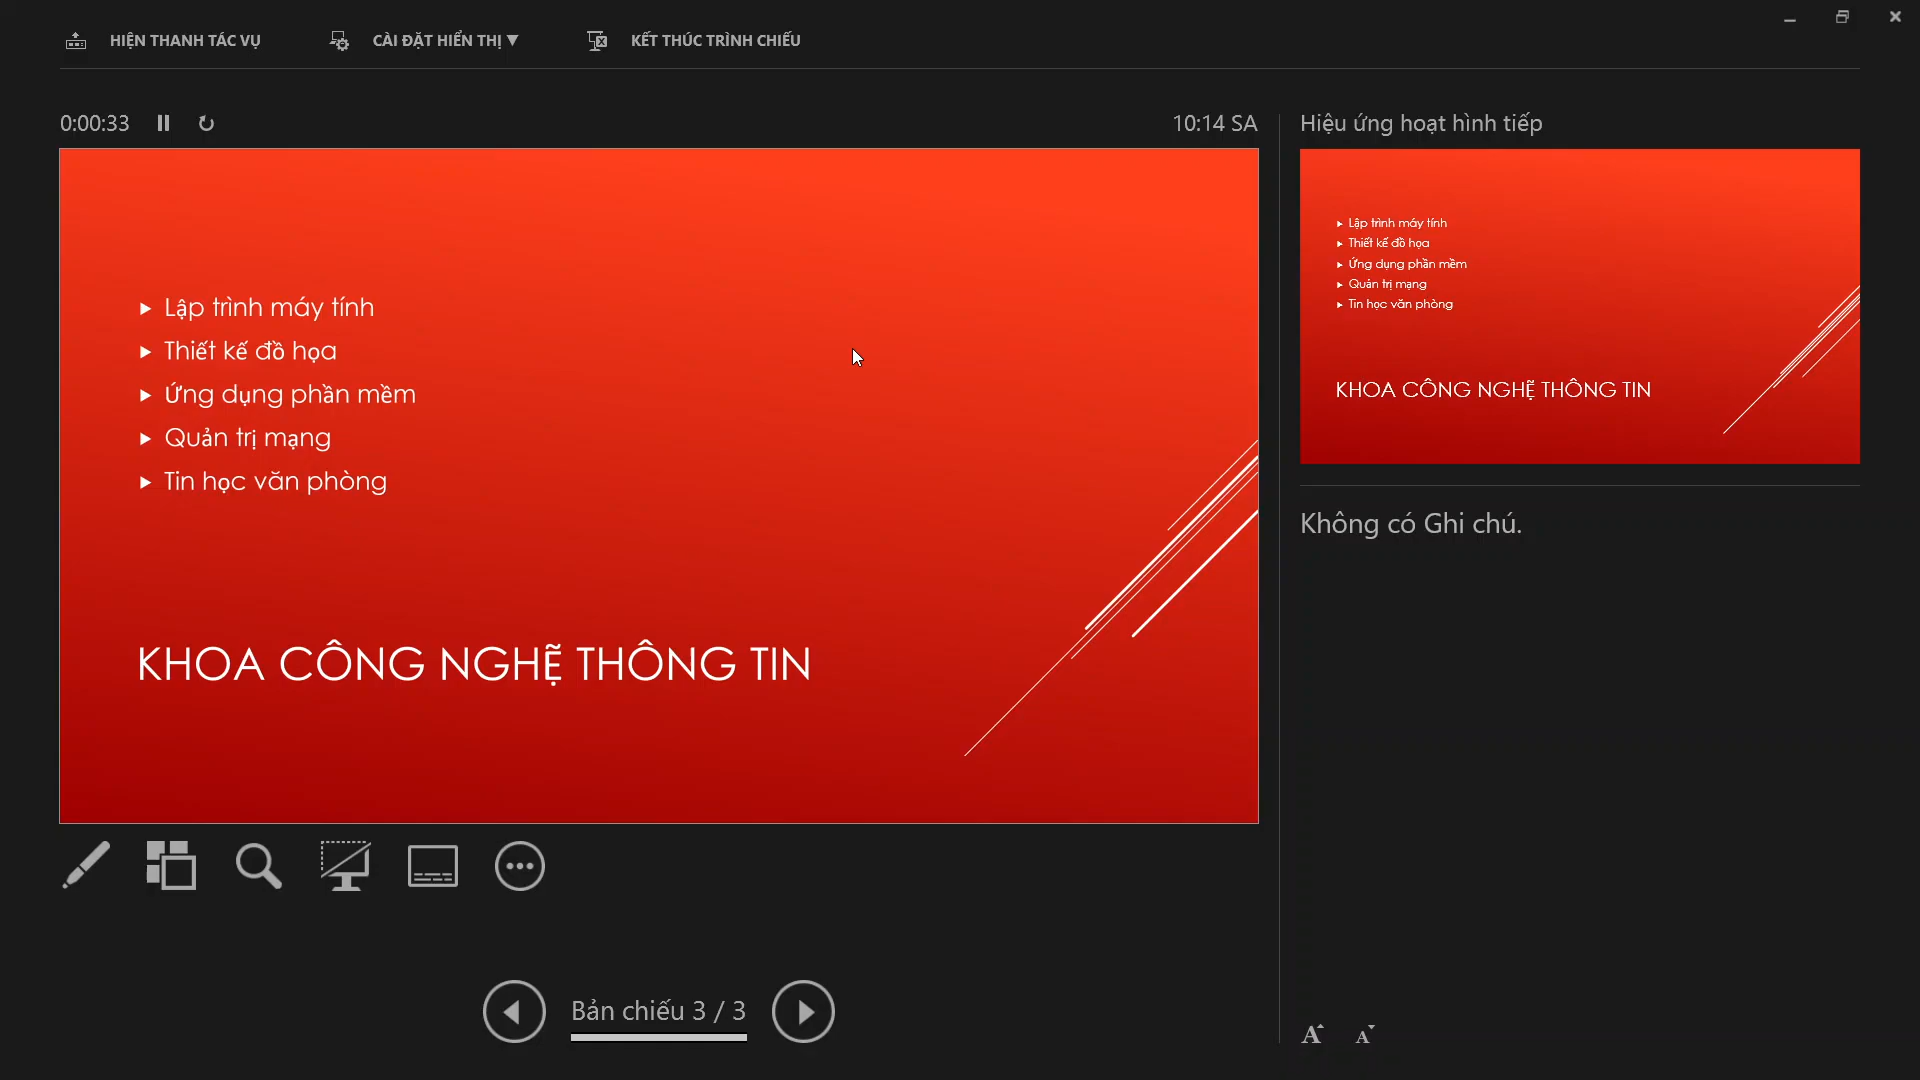 HIỆN THANH TÁC VỤ
CÀI ĐẶT HIỂN THỊ ▼
KẾT THÚC TRÌNH CHIẾU
0:00:33
10:14 SA
Hiệu ứng hoạt hình tiếp
▸ Lập trình máy tính
▸ Thiết kế đồ họa
▸ Ứng dụng phần mềm
▸ Quản trị mạng
▸ Tin học văn phòng
KHOA CÔNG NGHỆ THÔNG TIN
▸ Lập trình máy tính
▸ Thiết kế đồ họa
▸ Ứng dụng phần mềm
▸ Quản trị mạng
▸ Tin học văn phòng
KHOA CÔNG NGHỆ THÔNG TIN
Không có Ghi chú.
Bản chiếu 3 / 3
A A